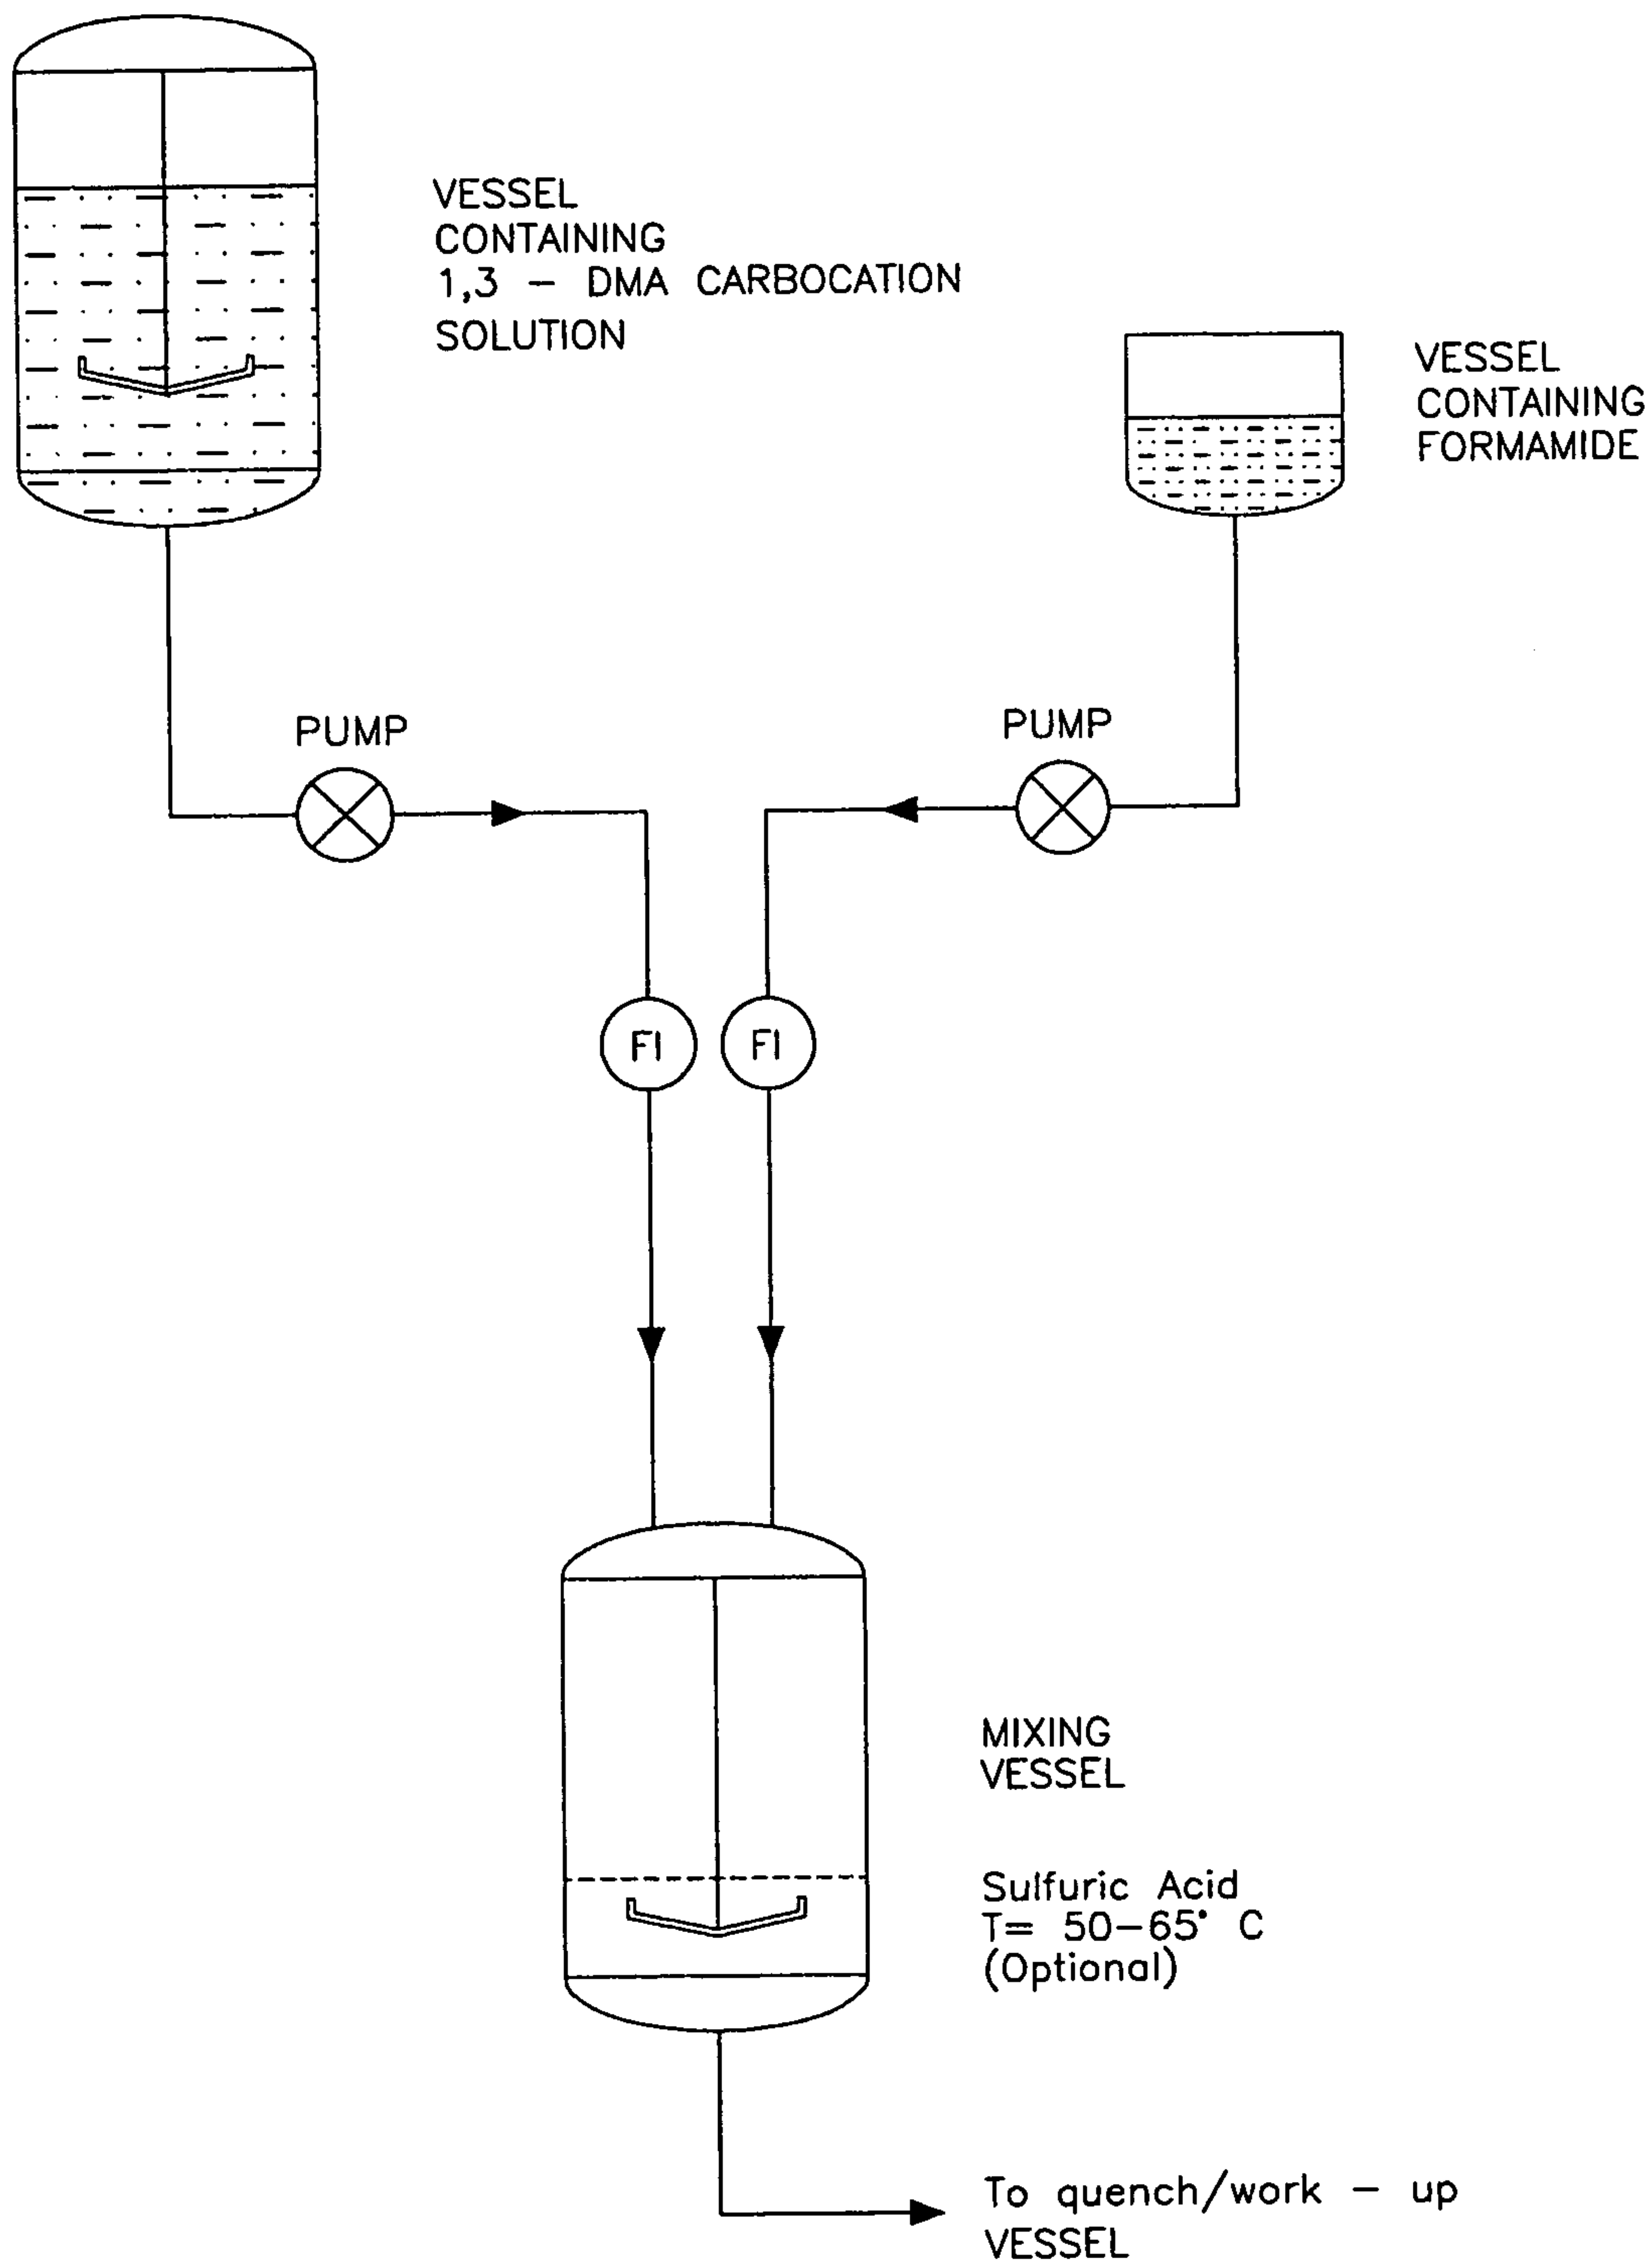 VESSEL
CONTAINING
1,3 – DMA CARBOCATION
SOLUTION
VESSEL
CONTAINING
FORMAMIDE
PUMP
PUMP
FI
FI
MIXING
VESSEL
Sulfuric Acid
T= 50–65° C
(Optional)
To quench/work – up
VESSEL